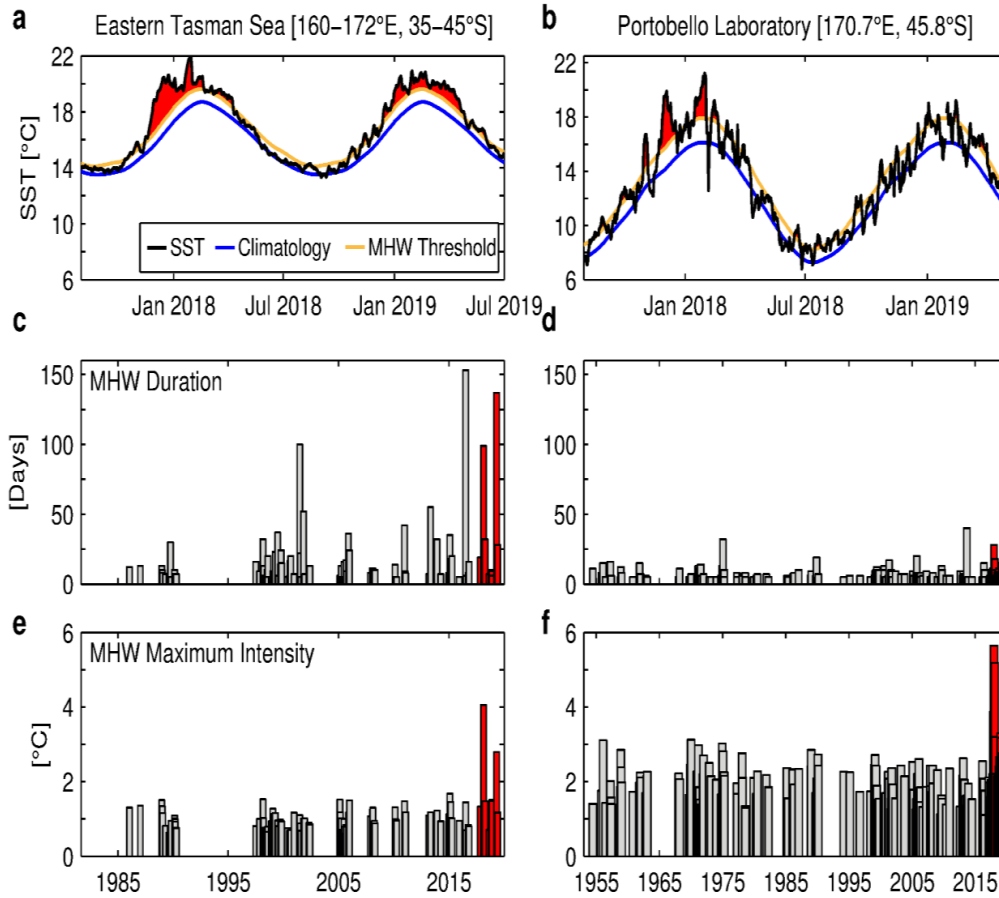 a
Eastern Tasman Sea [160–172°E, 35–45°S]
b
Portobello Laboratory [170.7°E, 45.8°S]
SST [°C]
22
18
14
10
6
SST
Climatology
MHW Threshold
Jan 2018
Jul 2018
Jan 2019
Jul 2019
22
18
14
10
6
Jan 2018
Jul 2018
Jan 2019
c
d
[Days]
MHW Duration
150
100
50
0
150
100
50
0
e
f
[°C]
MHW Maximum Intensity
6
4
2
0
1985
1995
2005
2015
6
4
2
0
1955
1965
1975
1985
1995
2005
2015